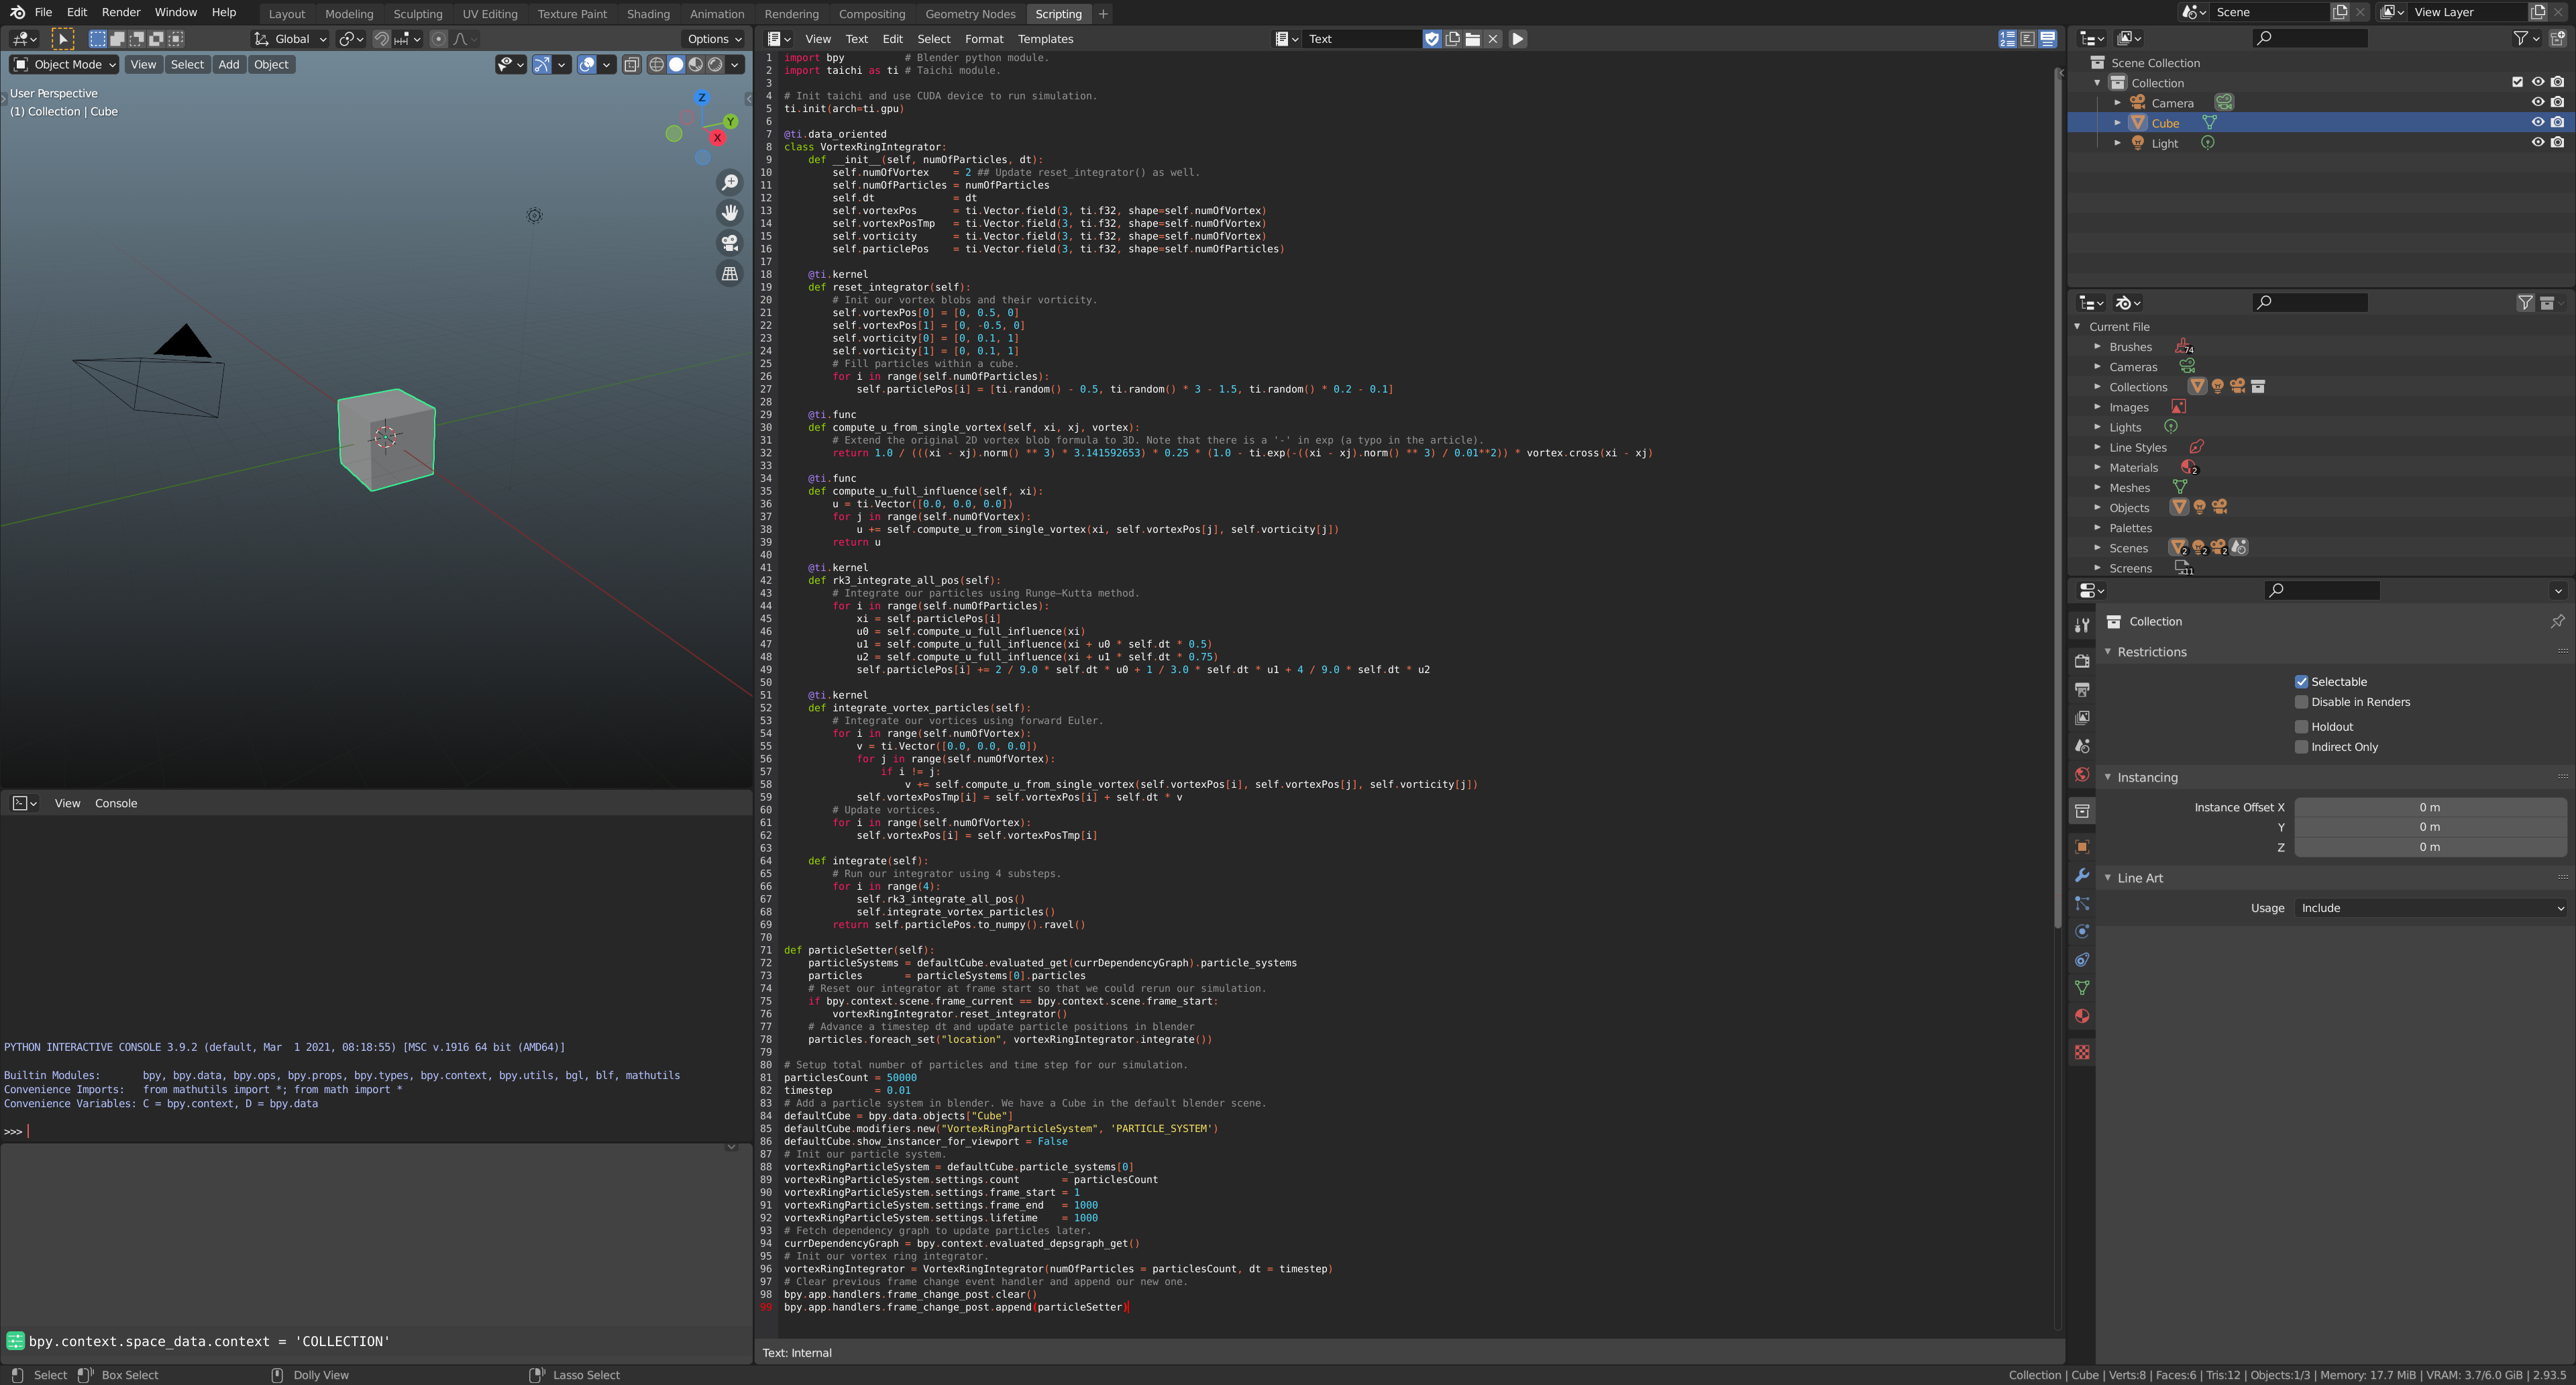 File Edit Render Window Help Layout Modeling Sculpting UV Editing Texture Paint Shading Animation Rendering Compositing Geometry Nodes Scripting + Scene View Layer
Global Options
Object Mode View Select Add Object
User Perspective
(1) Collection | Cube
Z
Y
X
View Console
PYTHON INTERACTIVE CONSOLE 3.9.2 (default, Mar  1 2021, 08:18:55) [MSC v.1916 64 bit (AMD64)]
Builtin Modules:       bpy, bpy.data, bpy.ops, bpy.props, bpy.types, bpy.context, bpy.utils, bgl, blf, mathutils
Convenience Imports:   from mathutils import *; from math import *
Convenience Variables: C = bpy.context, D = bpy.data
>>>
bpy.context.space_data.context = 'COLLECTION'
View Text Edit Select Format Templates Text
1 import bpy          # Blender python module.
2 import taichi as ti # Taichi module.
3
4 # Init taichi and use CUDA device to run simulation.
5 ti.init(arch=ti.gpu)
6
7 @ti.data_oriented
8 class VortexRingIntegrator:
9     def __init__(self, numOfParticles, dt):
10         self.numOfVortex    = 2 ## Update reset_integrator() as well.
11         self.numOfParticles = numOfParticles
12         self.dt             = dt
13         self.vortexPos      = ti.Vector.field(3, ti.f32, shape=self.numOfVortex)
14         self.vortexPosTmp   = ti.Vector.field(3, ti.f32, shape=self.numOfVortex)
15         self.vorticity      = ti.Vector.field(3, ti.f32, shape=self.numOfVortex)
16         self.particlePos    = ti.Vector.field(3, ti.f32, shape=self.numOfParticles)
17
18     @ti.kernel
19     def reset_integrator(self):
20         # Init our vortex blobs and their vorticity.
21         self.vortexPos[0] = [0, 0.5, 0]
22         self.vortexPos[1] = [0, -0.5, 0]
23         self.vorticity[0] = [0, 0.1, 1]
24         self.vorticity[1] = [0, 0.1, 1]
25         # Fill particles within a cube.
26         for i in range(self.numOfParticles):
27             self.particlePos[i] = [ti.random() - 0.5, ti.random() * 3 - 1.5, ti.random() * 0.2 - 0.1]
28
29     @ti.func
30     def compute_u_from_single_vortex(self, xi, xj, vortex):
31         # Extend the original 2D vortex blob formula to 3D. Note that there is a '-' in exp (a typo in the article).
32         return 1.0 / (((xi - xj).norm() ** 3) * 3.141592653) * 0.25 * (1.0 - ti.exp(-((xi - xj).norm() ** 3) / 0.01**2)) * vortex.cross(xi - xj)
33
34     @ti.func
35     def compute_u_full_influence(self, xi):
36         u = ti.Vector([0.0, 0.0, 0.0])
37         for j in range(self.numOfVortex):
38             u += self.compute_u_from_single_vortex(xi, self.vortexPos[j], self.vorticity[j])
39         return u
40
41     @ti.kernel
42     def rk3_integrate_all_pos(self):
43         # Integrate our particles using Runge–Kutta method.
44         for i in range(self.numOfParticles):
45             xi = self.particlePos[i]
46             u0 = self.compute_u_full_influence(xi)
47             u1 = self.compute_u_full_influence(xi + u0 * self.dt * 0.5)
48             u2 = self.compute_u_full_influence(xi + u1 * self.dt * 0.75)
49             self.particlePos[i] += 2 / 9.0 * self.dt * u0 + 1 / 3.0 * self.dt * u1 + 4 / 9.0 * self.dt * u2
50
51     @ti.kernel
52     def integrate_vortex_particles(self):
53         # Integrate our vortices using forward Euler.
54         for i in range(self.numOfVortex):
55             v = ti.Vector([0.0, 0.0, 0.0])
56             for j in range(self.numOfVortex):
57                 if i != j:
58                     v += self.compute_u_from_single_vortex(self.vortexPos[i], self.vortexPos[j], self.vorticity[j])
59             self.vortexPosTmp[i] = self.vortexPos[i] + self.dt * v
60         # Update vortices.
61         for i in range(self.numOfVortex):
62             self.vortexPos[i] = self.vortexPosTmp[i]
63
64     def integrate(self):
65         # Run our integrator using 4 substeps.
66         for i in range(4):
67             self.rk3_integrate_all_pos()
68             self.integrate_vortex_particles()
69         return self.particlePos.to_numpy().ravel()
70
71 def particleSetter(self):
72     particleSystems = defaultCube.evaluated_get(currDependencyGraph).particle_systems
73     particles       = particleSystems[0].particles
74     # Reset our integrator at frame start so that we could rerun our simulation.
75     if bpy.context.scene.frame_current == bpy.context.scene.frame_start:
76         vortexRingIntegrator.reset_integrator()
77     # Advance a timestep dt and update particle positions in blender
78     particles.foreach_set("location", vortexRingIntegrator.integrate())
79
80 # Setup total number of particles and time step for our simulation.
81 particlesCount = 50000
82 timestep       = 0.01
83 # Add a particle system in blender. We have a Cube in the default blender scene.
84 defaultCube = bpy.data.objects["Cube"]
85 defaultCube.modifiers.new("VortexRingParticleSystem", 'PARTICLE_SYSTEM')
86 defaultCube.show_instancer_for_viewport = False
87 # Init our particle system.
88 vortexRingParticleSystem = defaultCube.particle_systems[0]
89 vortexRingParticleSystem.settings.count       = particlesCount
90 vortexRingParticleSystem.settings.frame_start = 1
91 vortexRingParticleSystem.settings.frame_end   = 1000
92 vortexRingParticleSystem.settings.lifetime    = 1000
93 # Fetch dependency graph to update particles later.
94 currDependencyGraph = bpy.context.evaluated_depsgraph_get()
95 # Init our vortex ring integrator.
96 vortexRingIntegrator = VortexRingIntegrator(numOfParticles = particlesCount, dt = timestep)
97 # Clear previous frame change event handler and append our new one.
98 bpy.app.handlers.frame_change_post.clear()
99 bpy.app.handlers.frame_change_post.append(particleSetter)
Text: Internal
Scene Collection
Collection
Camera
Cube
Light
Current File
Brushes 74
Cameras
Collections
Images
Lights
Line Styles
Materials 2
Meshes
Objects
Palettes
Scenes 2 2 2
Screens 11
Collection
Restrictions
Selectable
Disable in Renders
Holdout
Indirect Only
Instancing
Instance Offset X 0 m
Y 0 m
Z 0 m
Line Art
Usage Include
Select Box Select Dolly View Lasso Select Collection | Cube | Verts:8 | Faces:6 | Tris:12 | Objects:1/3 | Memory: 17.7 MiB | VRAM: 3.7/6.0 GiB | 2.93.5